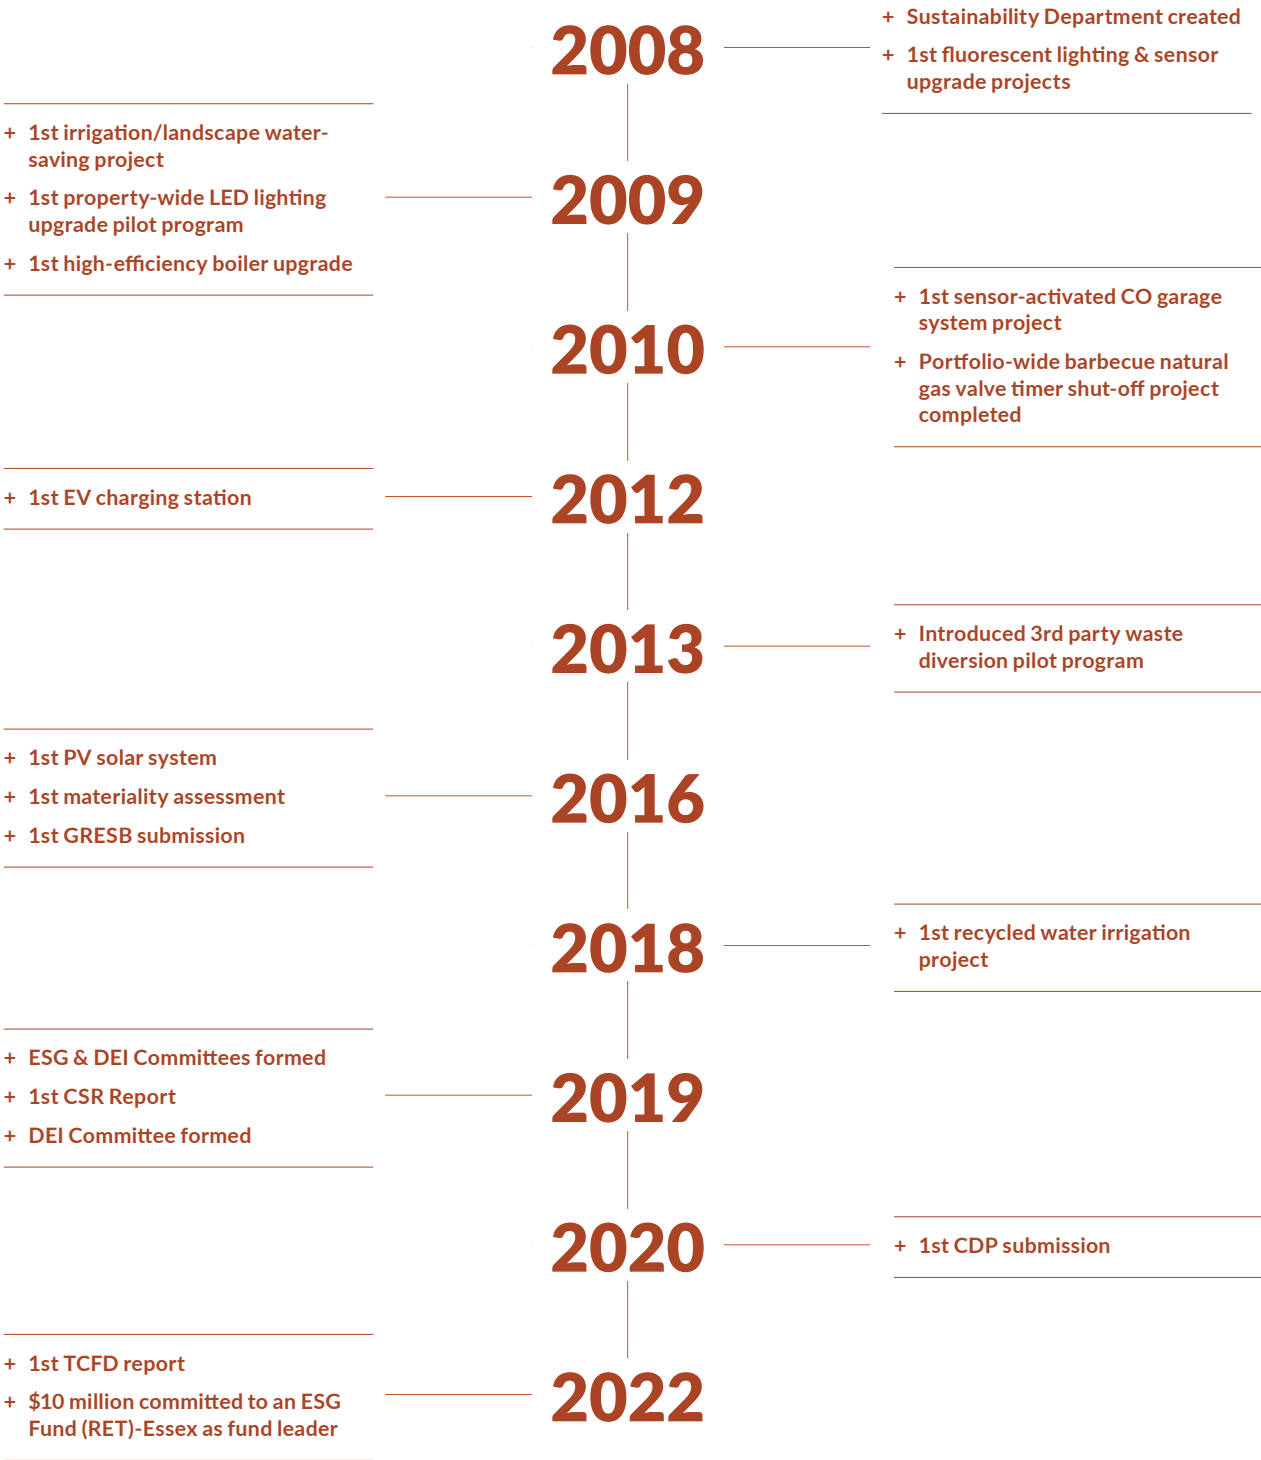 2008
+ Sustainability Department created
+ 1st fluorescent lighting & sensor
upgrade projects
2009
+ 1st irrigation/landscape water-
saving project
+ 1st property-wide LED lighting
upgrade pilot program
+ 1st high-efficiency boiler upgrade
2010
+ 1st sensor-activated CO garage
system project
+ Portfolio-wide barbecue natural
gas valve timer shut-off project
completed
2012
+ 1st EV charging station
2013
+ Introduced 3rd party waste
diversion pilot program
2016
+ 1st PV solar system
+ 1st materiality assessment
+ 1st GRESB submission
2018
+ 1st recycled water irrigation
project
2019
+ ESG & DEI Committees formed
+ 1st CSR Report
+ DEI Committee formed
2020
+ 1st CDP submission
2022
+ 1st TCFD report
+ $10 million committed to an ESG
Fund (RET)-Essex as fund leader